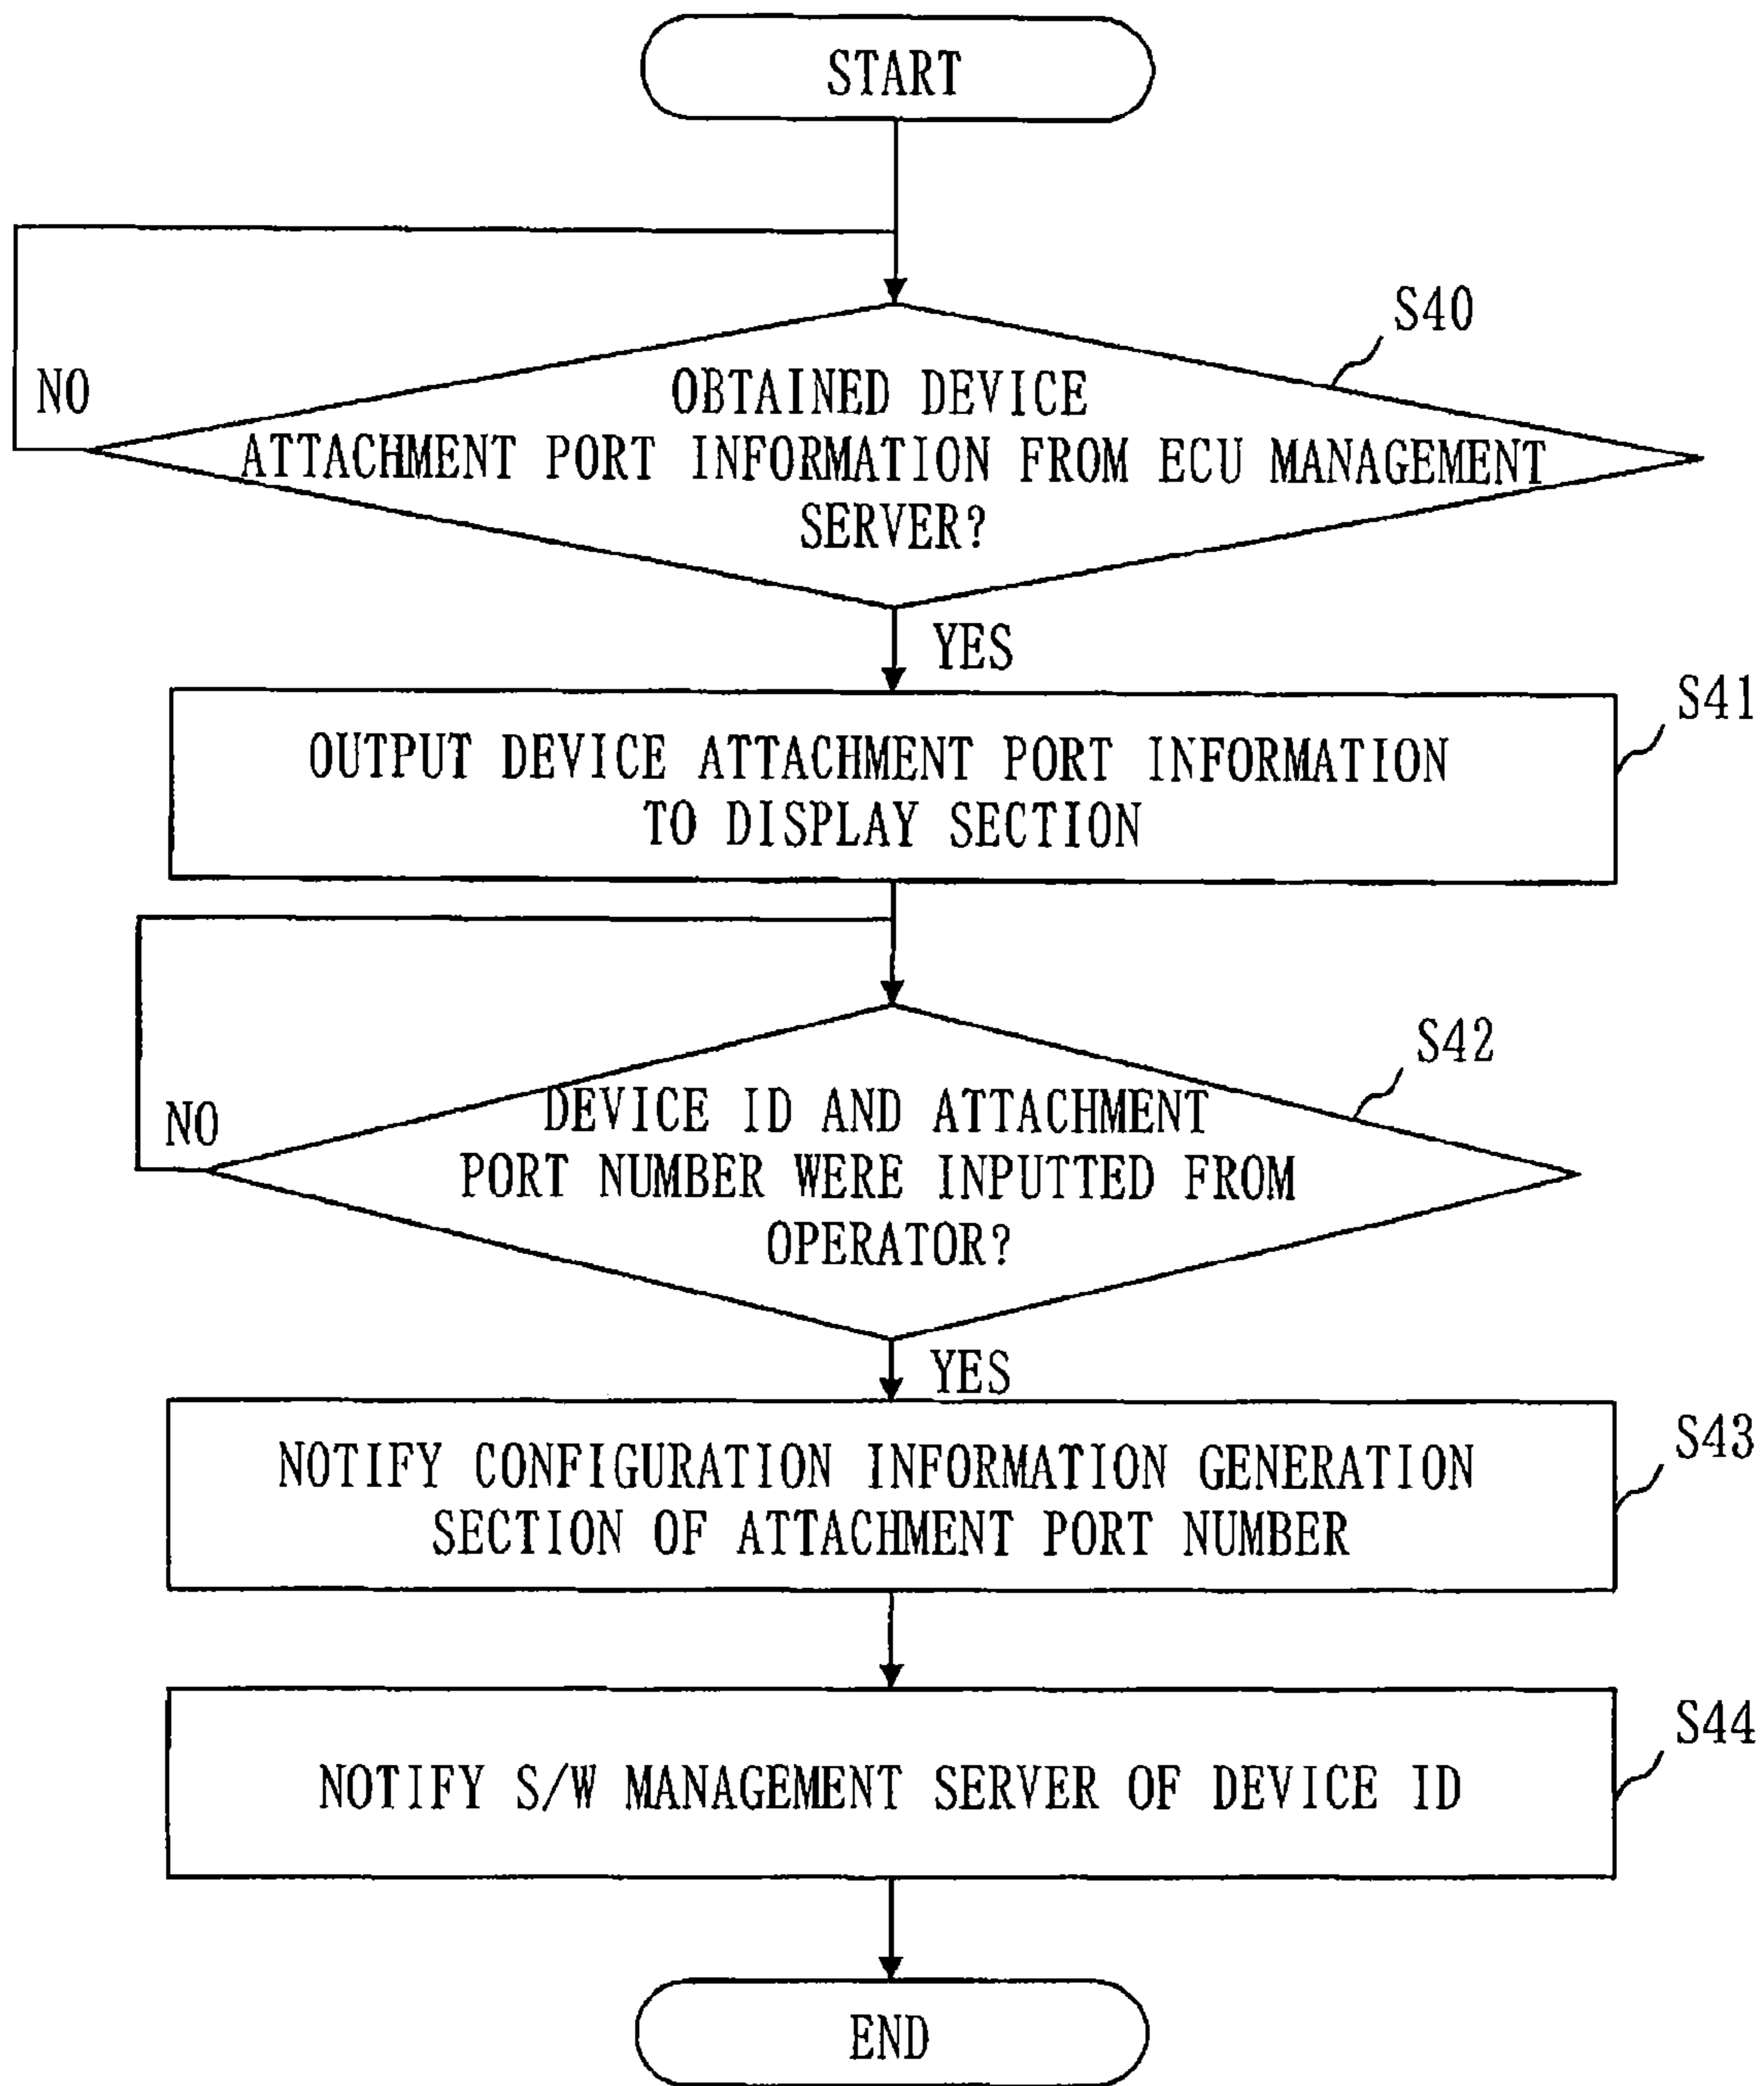 START
S40
NO
OBTAINED DEVICE
ATTACHMENT PORT INFORMATION FROM ECU MANAGEMENT
SERVER?
YES
S41
OUTPUT DEVICE ATTACHMENT PORT INFORMATION
TO DISPLAY SECTION
S42
NO
DEVICE ID AND ATTACHMENT
PORT NUMBER WERE INPUTTED FROM
OPERATOR?
YES
S43
NOTIFY CONFIGURATION INFORMATION GENERATION
SECTION OF ATTACHMENT PORT NUMBER
S44
NOTIFY S/W MANAGEMENT SERVER OF DEVICE ID
END